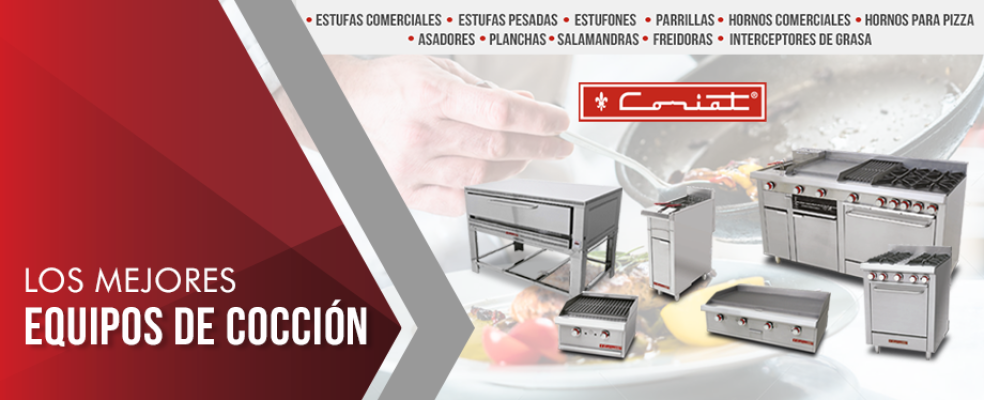 • ESTUFAS COMERCIALES • ESTUFAS PESADAS • ESTUFONES • PARRILLAS • HORNOS COMERCIALES • HORNOS PARA PIZZA
• ASADORES • PLANCHAS • SALAMANDRAS • FREIDORAS • INTERCEPTORES DE GRASA
Coriat®
LOS MEJORES
EQUIPOS DE COCCIÓN